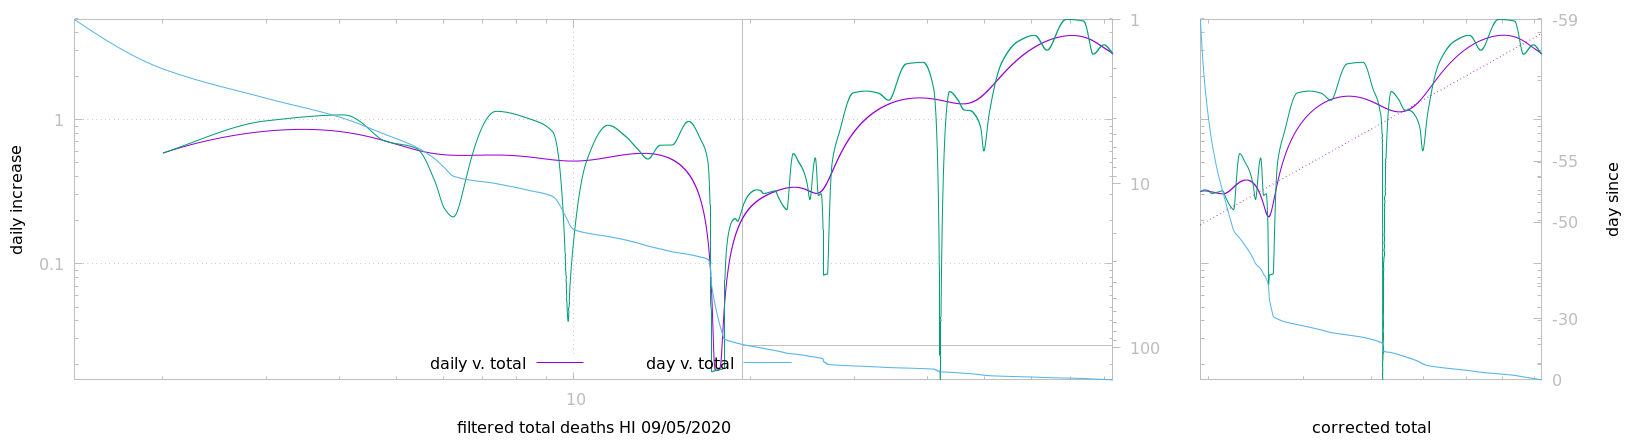 daily increase
1
0.1
10
daily v. total
day v. total
filtered total deaths HI 09/05/2020
1
10
100
-59
-55
-50
-30
0
day since
corrected total